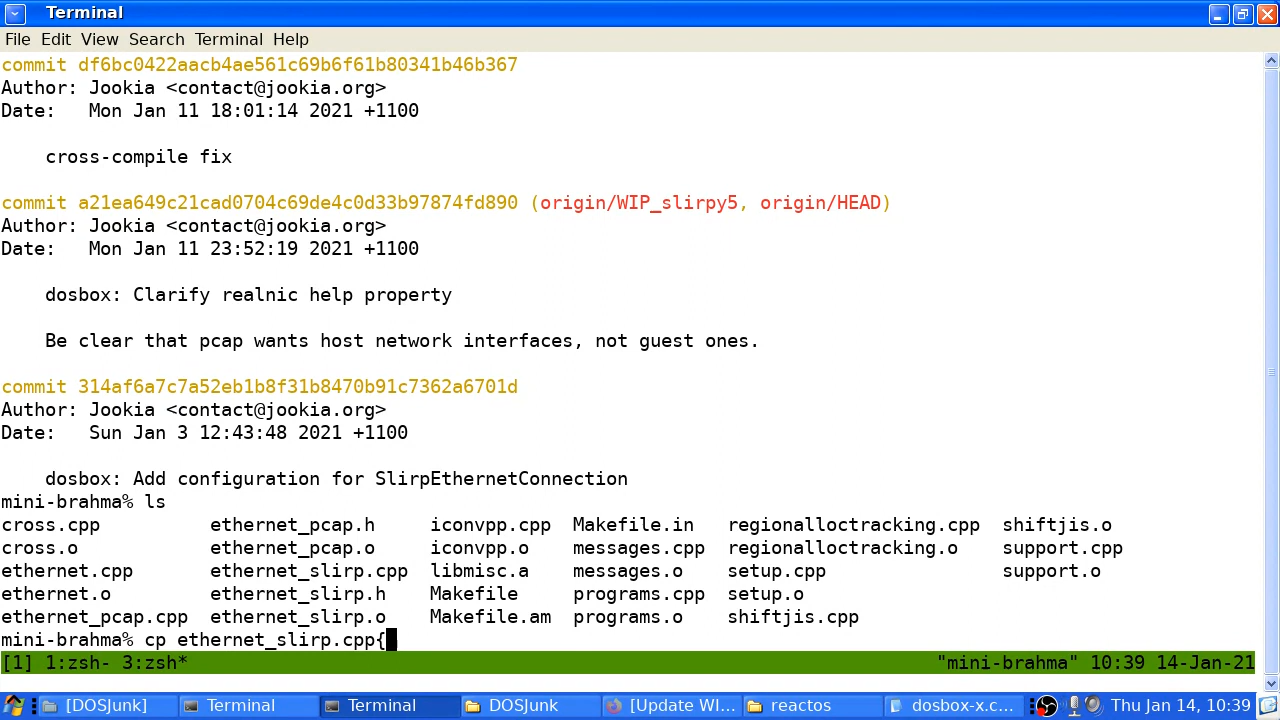 Terminal
File Edit View Search Terminal Help
commit df6bc0422aacb4ae561c69b6f61b80341b46b367
Author: Jookia <contact@jookia.org>
Date:   Mon Jan 11 18:01:14 2021 +1100
    cross-compile fix
commit a21ea649c21cad0704c69de4c0d33b97874fd890 (origin/WIP_slirpy5, origin/HEAD)
Author: Jookia <contact@jookia.org>
Date:   Mon Jan 11 23:52:19 2021 +1100
    dosbox: Clarify realnic help property
    Be clear that pcap wants host network interfaces, not guest ones.
commit 314af6a7c7a52eb1b8f31b8470b91c7362a6701d
Author: Jookia <contact@jookia.org>
Date:   Sun Jan 3 12:43:48 2021 +1100
    dosbox: Add configuration for SlirpEthernetConnection
mini-brahma% ls
cross.cpp          ethernet_pcap.h     iconvpp.cpp  Makefile.in   regionalloctracking.cpp  shiftjis.o
cross.o            ethernet_pcap.o     iconvpp.o    messages.cpp  regionalloctracking.o    support.cpp
ethernet.cpp       ethernet_slirp.cpp  libmisc.a    messages.o    setup.cpp                support.o
ethernet.o         ethernet_slirp.h    Makefile     programs.cpp  setup.o
ethernet_pcap.cpp  ethernet_slirp.o    Makefile.am  programs.o    shiftjis.cpp
mini-brahma% cp ethernet_slirp.cpp{
[1] 1:zsh- 3:zsh* "mini-brahma" 10:39 14-Jan-21
[DOSJunk] Terminal Terminal DOSJunk [Update WI... reactos dosbox-x.c... Thu Jan 14, 10:39